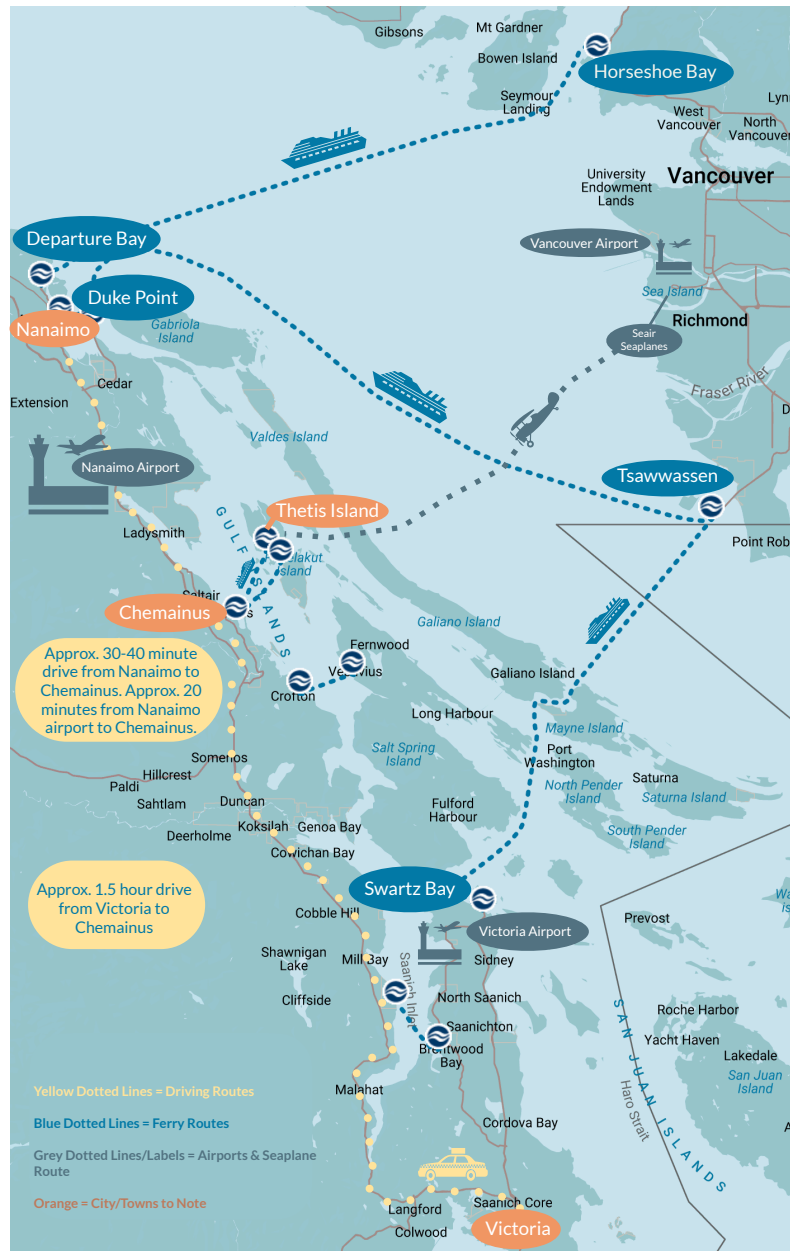 Gibsons
Mt Gardner
Bowen Island
Horseshoe Bay
Seymour
Landing
West
Vancouver
North
Vancouver
University
Endowment
Lands
Vancouver
Departure Bay
Vancouver Airport
Sea Island
Duke Point
Richmond
Nanaimo
Gabriola
Island
Seair
Seaplanes
Fraser River
Cedar
Extension
Valdes Island
Nanaimo Airport
Tsawwassen
Thetis Island
Ladysmith
GULF ISLANDS
Point Rob
Island
Chemainus
Galiano Island
Fernwood
Approx. 30-40 minute
drive from Nanaimo to
Chemainus. Approx. 20
minutes from Nanaimo
airport to Chemainus.
Galiano Island
Crofton
Long Harbour
Mayne Island
Salt Spring
Island
Port
Washington
Somenos
Hillcrest
Paldi
Sahtlam
Saturna
North Pender
Island
Saturna Island
Duncan
Fulford
Harbour
Koksilah
Genoa Bay
Deerholme
South Pender
Island
Cowichan Bay
Swartz Bay
Approx. 1.5 hour drive
from Victoria to
Chemainus
Cobble Hill
Prevost
Victoria Airport
Shawnigan
Lake
Mill Bay
Sidney
Saanich Inlet
Cliffside
North Saanich
Roche Harbor
Saanichton
Yacht Haven
Brentwood
Bay
Lakedale
San Juan
Island
SAN JUAN ISLANDS
Haro Strait
Malahat
Yellow Dotted Lines = Driving Routes
Blue Dotted Lines = Ferry Routes
Cordova Bay
Grey Dotted Lines/Labels = Airports & Seaplane
Route
Orange = City/Towns to Note
Saanich Core
Langford
Victoria
Colwood